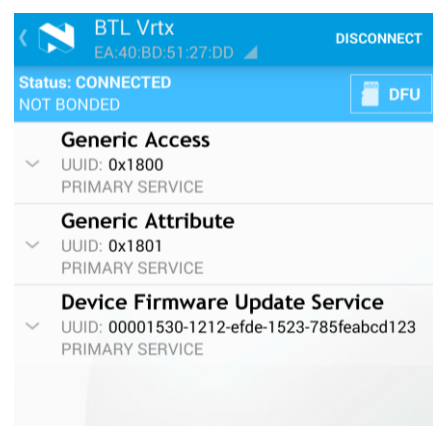 BTL Vrtx
EA:40:BD:51:27:DD
DISCONNECT
Status: CONNECTED
NOT BONDED
DFU
Generic Access
UUID: 0x1800
PRIMARY SERVICE
Generic Attribute
UUID: 0x1801
PRIMARY SERVICE
Device Firmware Update Service
UUID: 00001530-1212-efde-1523-785feabcd123
PRIMARY SERVICE